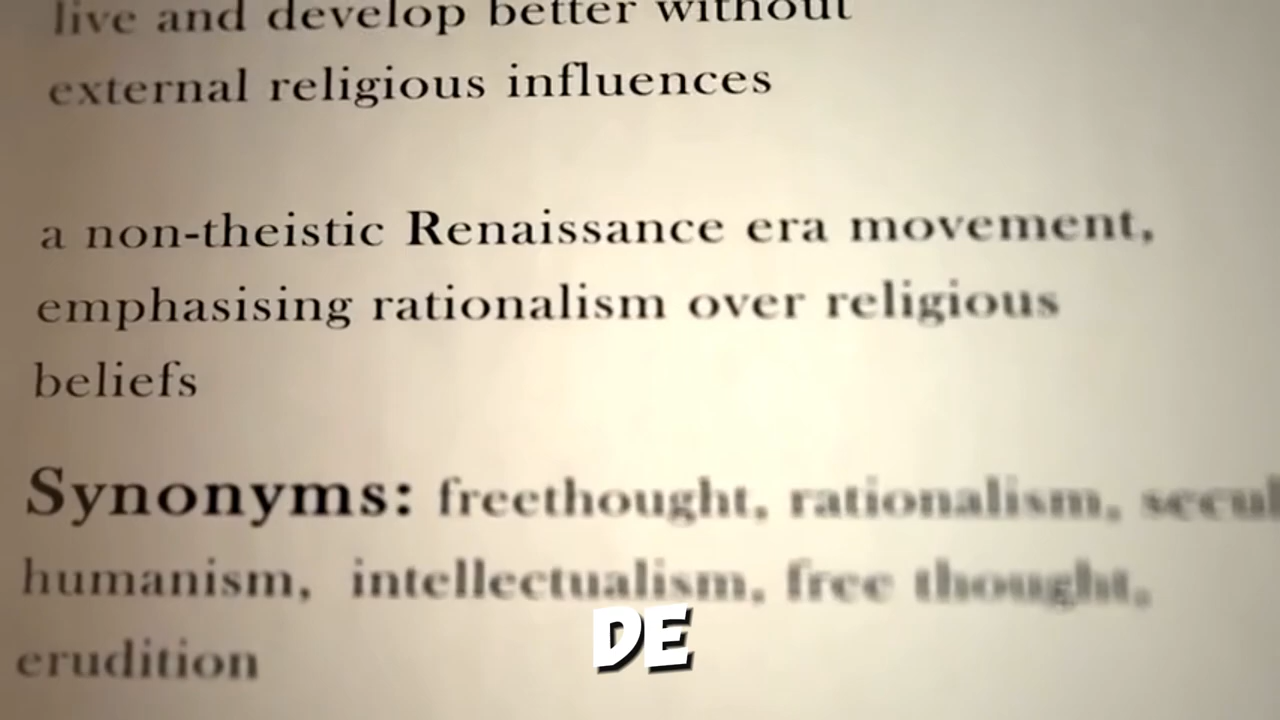 live and develop better without
external religious influences
a non-theistic Renaissance era movement,
emphasising rationalism over religious
beliefs
Synonyms: freethought, rationalism, secul
humanism, intellectualism, free thought,
erudition
DE